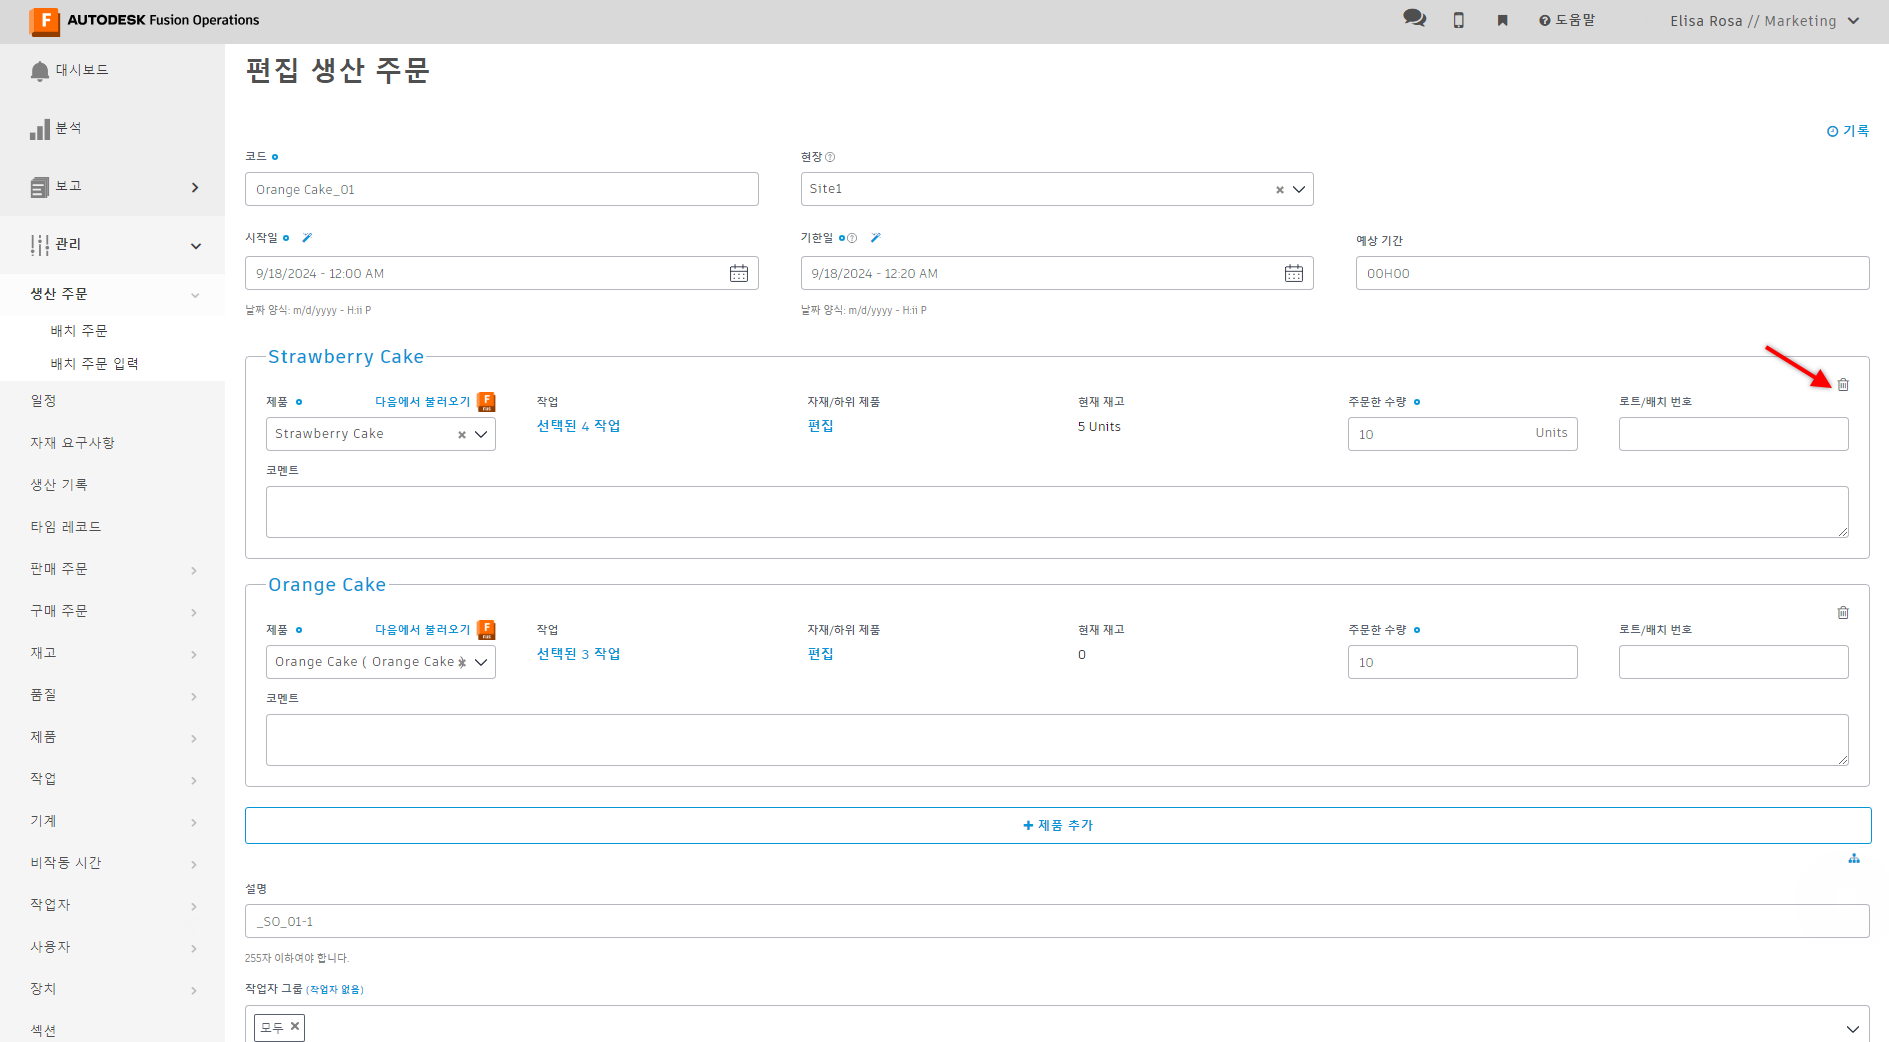 AUTODESK Fusion Operations
도움말
Elisa Rosa // Marketing
대시보드
분석
보고
관리
생산 주문
배치 주문
배치 주문 입력
일정
자재 요구사항
생산 기록
타임 레코드
판매 주문
구매 주문
재고
품질
제품
작업
기계
비작동 시간
작업자
사용자
장치
섹션
편집 생산 주문
기록
코드
현장
Orange Cake_01
Site1
시작일
기한일
예상 기간
9/18/2024 - 12:00 AM
9/18/2024 - 12:20 AM
00H00
날짜 양식: m/d/yyyy - H:ii P
날짜 양식: m/d/yyyy - H:ii P
Strawberry Cake
제품
다음에서 불러오기
작업
자재/하위 제품
현재 재고
주문한 수량
로트/배치 번호
Strawberry Cake
선택된 4 작업
편집
5 Units
10
Units
코멘트
Orange Cake
제품
다음에서 불러오기
작업
자재/하위 제품
현재 재고
주문한 수량
로트/배치 번호
Orange Cake ( Orange Cake
선택된 3 작업
편집
0
10
코멘트
제품 추가
설명
_SO_01-1
255자 이하여야 합니다.
작업자 그룹 (작업자 없음)
모두